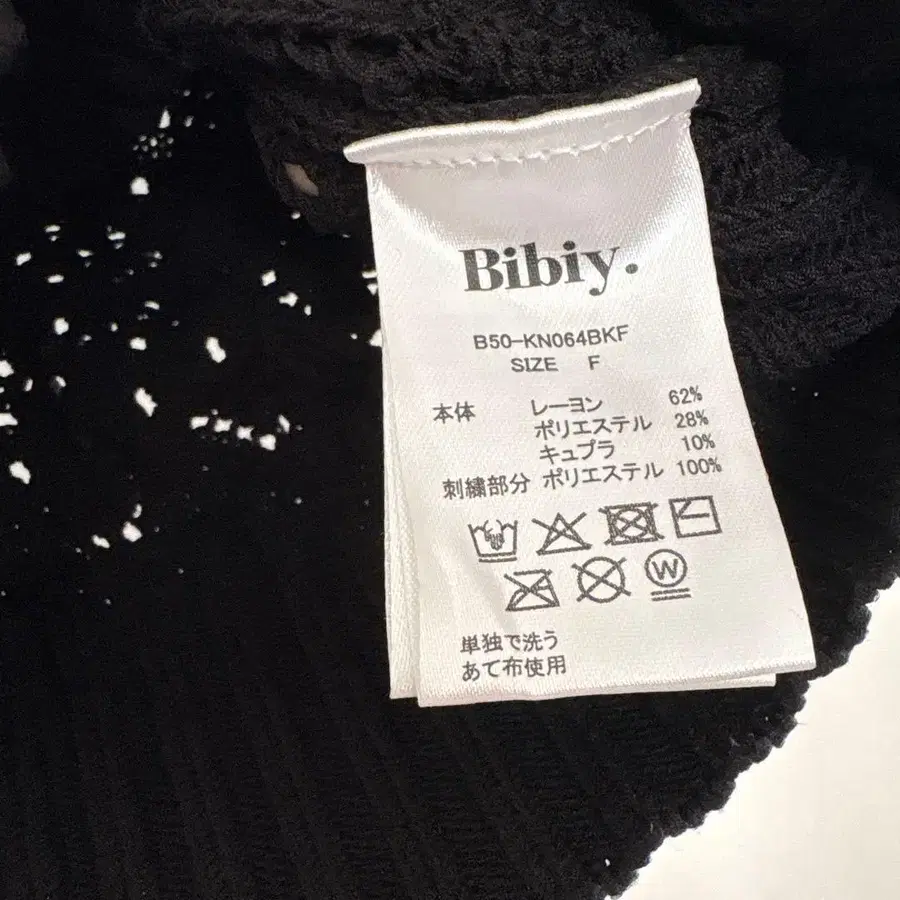 Bibiy.
B50-KN064BKF
SIZE F
本体 レーヨン 62%
ポリエステル 28%
キュプラ 10%
刺繍部分 ポリエステル 100%
W
単独で洗う
あて布使用